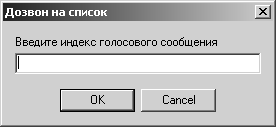 Дозвон на список
Введите индекс голосового сообщения
OK
Cancel